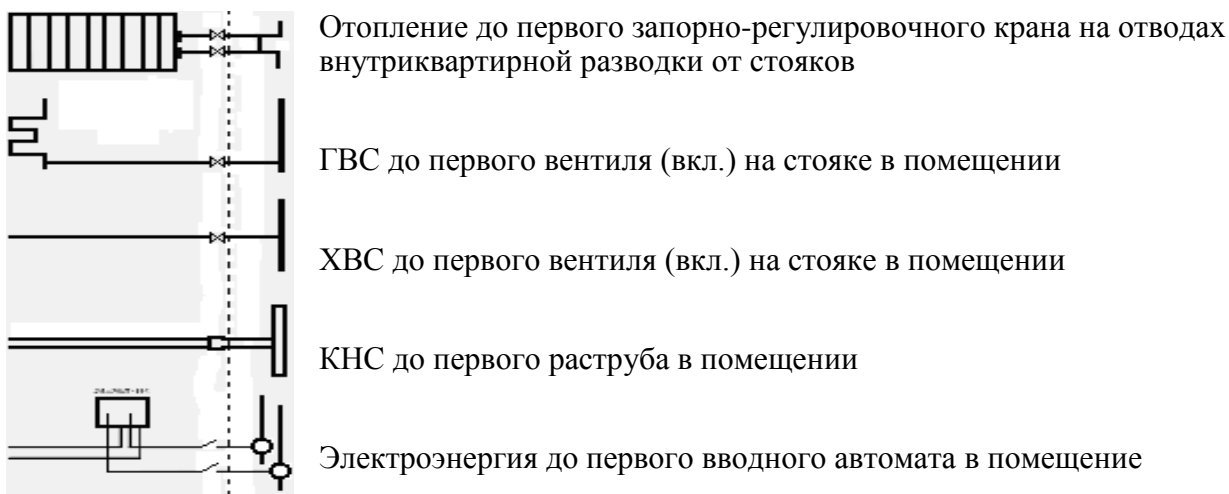 Отопление до первого запорно-регулировочного крана на отводах
внутриквартирной разводки от стояков
ГВС до первого вентиля (вкл.) на стояке в помещении
ХВС до первого вентиля (вкл.) на стояке в помещении
КНС до первого раструба в помещении
Электроэнергия до первого вводного автомата в помещение